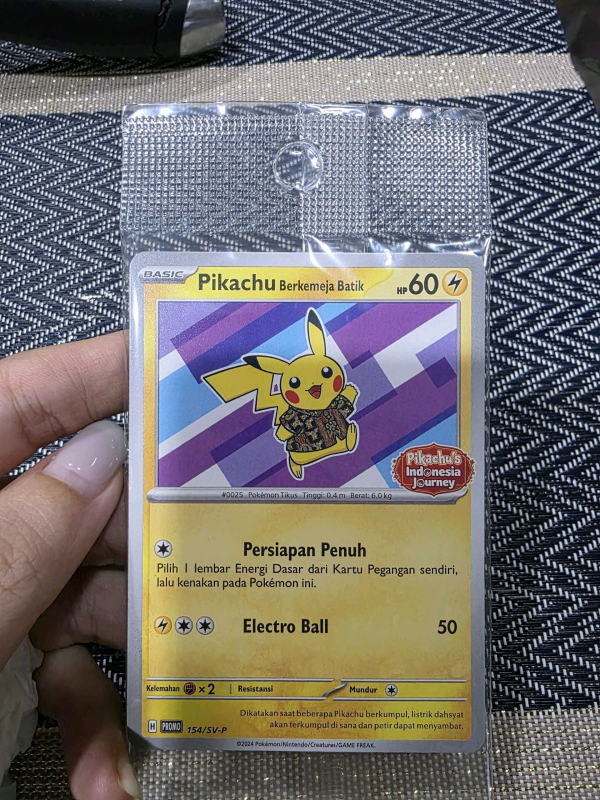 BASIC
Pikachu Berkemeja Batik HP 60
Pikachu's
Indonesia
Journey
#0025 Pokémon Tikus Tinggi: 0.4 m Berat: 6.0 kg
Persiapan Penuh
Pilih 1 lembar Energi Dasar dari Kartu Pegangan sendiri,
lalu kenakan pada Pokémon ini.
Electro Ball 50
Kelemahan ×2 Resistansi Mundur
H PROMO 154/SV-P
Dikatakan saat beberapa Pikachu berkumpul, listrik dahsyat
akan terkumpul di sana dan petir dapat menyambar.
©2024 Pokémon/Nintendo/Creatures/GAME FREAK.